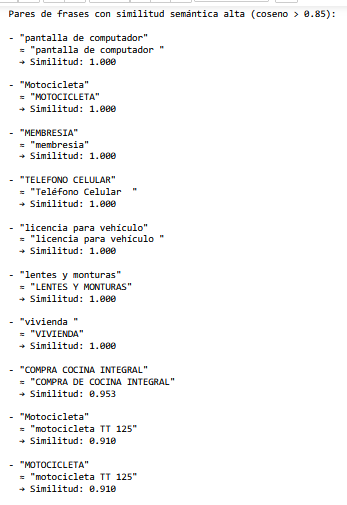 Pares de frases con similitud semántica alta (coseno > 0.85):
- "pantalla de computador"
≈ "pantalla de computador "
→ Similitud: 1.000
- "Motocicleta"
≈ "MOTOCICLETA"
→ Similitud: 1.000
- "MEMBRESIA"
≈ "membresia"
→ Similitud: 1.000
- "TELEFONO CELULAR"
≈ "Teléfono Celular  "
→ Similitud: 1.000
- "licencia para vehículo"
≈ "licencia para vehículo "
→ Similitud: 1.000
- "lentes y monturas"
≈ "LENTES Y MONTURAS"
→ Similitud: 1.000
- "vivienda "
≈ "VIVIENDA"
→ Similitud: 1.000
- "COMPRA COCINA INTEGRAL"
≈ "COMPRA DE COCINA INTEGRAL"
→ Similitud: 0.953
- "Motocicleta"
≈ "motocicleta TT 125"
→ Similitud: 0.910
- "MOTOCICLETA"
≈ "motocicleta TT 125"
→ Similitud: 0.910